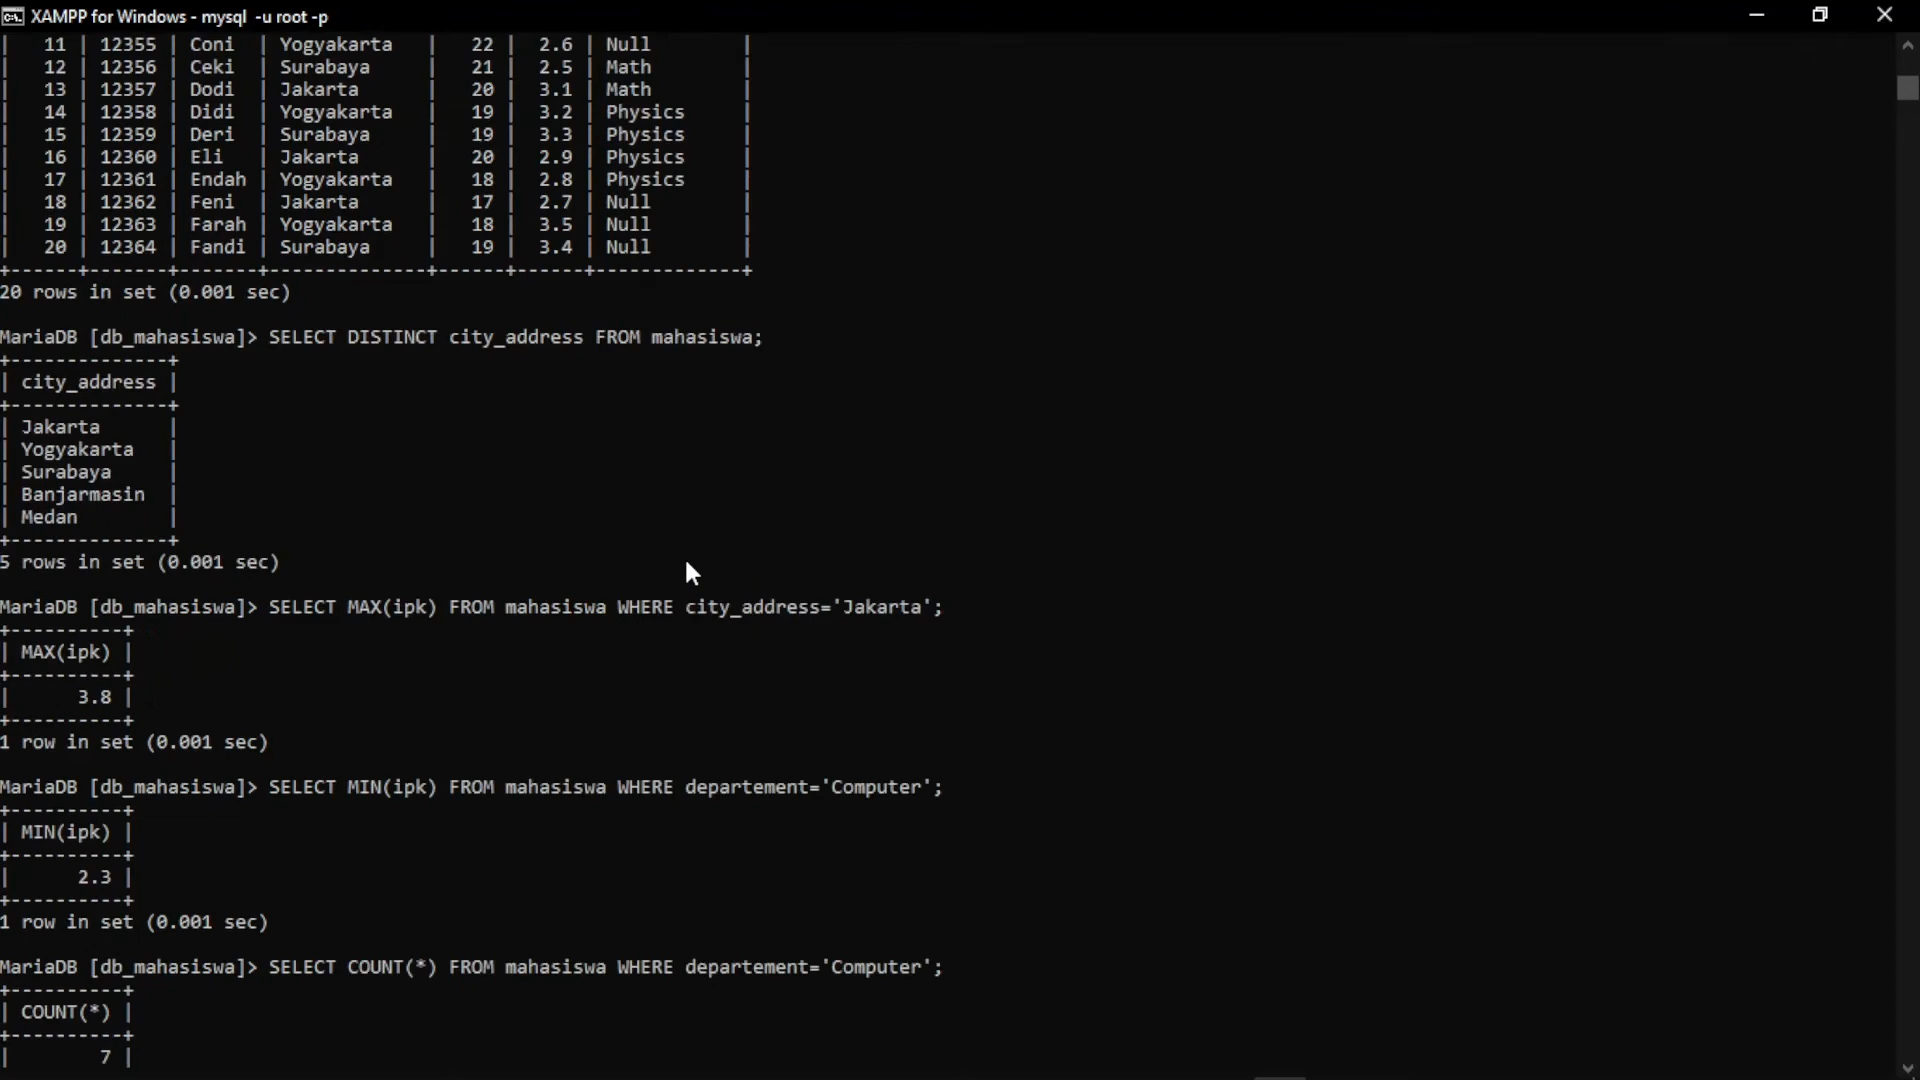 XAMPP for Windows - mysql  -u root -p
|   11 | 12355 | Coni  | Yogyakarta   |   22 |  2.6 | Null        |
|   12 | 12356 | Ceki  | Surabaya     |   21 |  2.5 | Math        |
|   13 | 12357 | Dodi  | Jakarta      |   20 |  3.1 | Math        |
|   14 | 12358 | Didi  | Yogyakarta   |   19 |  3.2 | Physics     |
|   15 | 12359 | Deri  | Surabaya     |   19 |  3.3 | Physics     |
|   16 | 12360 | Eli   | Jakarta      |   20 |  2.9 | Physics     |
|   17 | 12361 | Endah | Yogyakarta   |   18 |  2.8 | Physics     |
|   18 | 12362 | Feni  | Jakarta      |   17 |  2.7 | Null        |
|   19 | 12363 | Farah | Yogyakarta   |   18 |  3.5 | Null        |
|   20 | 12364 | Fandi | Surabaya     |   19 |  3.4 | Null        |
+------+-------+-------+--------------+------+------+-------------+
20 rows in set (0.001 sec)
MariaDB [db_mahasiswa]> SELECT DISTINCT city_address FROM mahasiswa;
+--------------+
| city_address |
+--------------+
| Jakarta      |
| Yogyakarta   |
| Surabaya     |
| Banjarmasin  |
| Medan        |
+--------------+
5 rows in set (0.001 sec)
MariaDB [db_mahasiswa]> SELECT MAX(ipk) FROM mahasiswa WHERE city_address='Jakarta';
+----------+
| MAX(ipk) |
+----------+
|      3.8 |
+----------+
1 row in set (0.001 sec)
MariaDB [db_mahasiswa]> SELECT MIN(ipk) FROM mahasiswa WHERE departement='Computer';
+----------+
| MIN(ipk) |
+----------+
|      2.3 |
+----------+
1 row in set (0.001 sec)
MariaDB [db_mahasiswa]> SELECT COUNT(*) FROM mahasiswa WHERE departement='Computer';
+----------+
| COUNT(*) |
+----------+
|        7 |